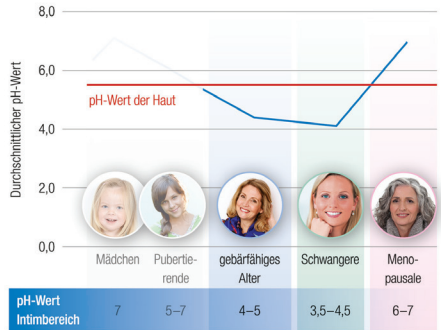 Durchschnittlicher pH-Wert
8,0
6,0
pH-Wert der Haut
4,0
2,0
0,0
Mädchen
Pubertie-
rende
gebärfähiges
Alter
Schwangere
Meno-
pausale
pH-Wert
Intimbereich
7
5–7
4–5
3,5–4,5
6–7